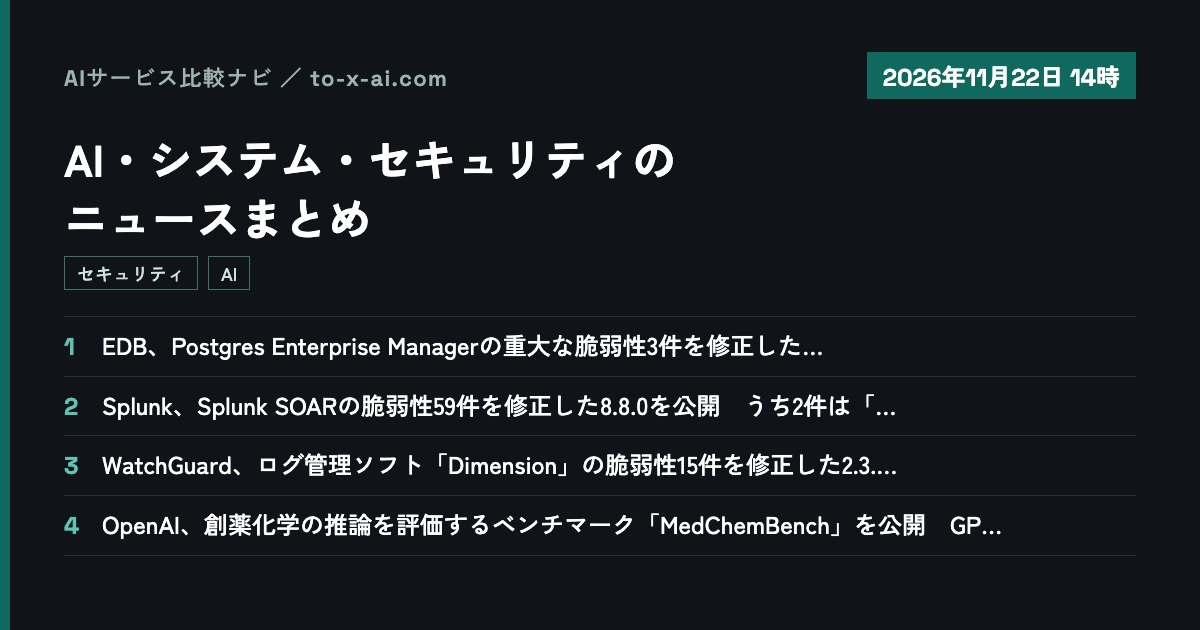 AIサービス比較ナビ ／ to-x-ai.com
2026年11月22日 14時
AI・システム・セキュリティの
ニュースまとめ
セキュリティ AI
1 EDB、Postgres Enterprise Managerの重大な脆弱性3件を修正した...
2 Splunk、Splunk SOARの脆弱性59件を修正した8.8.0を公開　うち2件は「...
3 WatchGuard、ログ管理ソフト「Dimension」の脆弱性15件を修正した2.3....
4 OpenAI、創薬化学の推論を評価するベンチマーク「MedChemBench」を公開　GP...